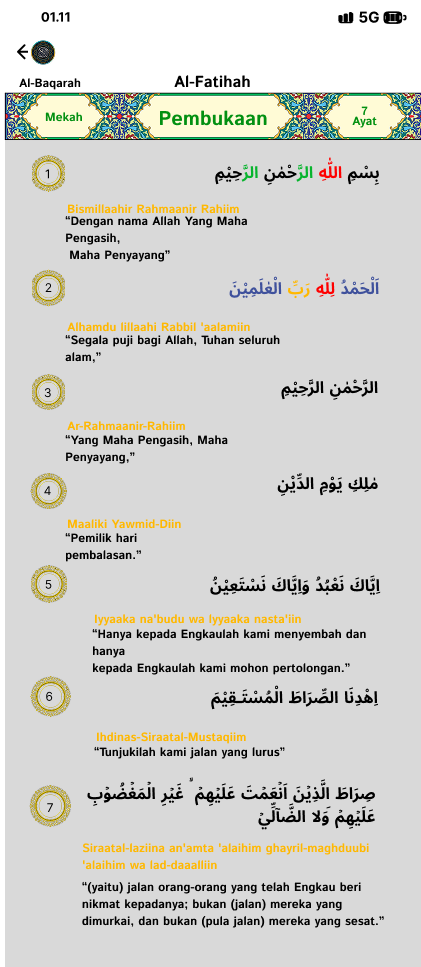 01.11
5G
Al-Baqarah
Al-Fatihah
Mekah
Pembukaan
7
Ayat
1
بِسْمِ اللّٰهِ الرَّحْمٰنِ الرَّحِيْمِ
Bismillaahir Rahmaanir Rahiim
“Dengan nama Allah Yang Maha
Pengasih,
Maha Penyayang”
2
اَلْحَمْدُ لِلّٰهِ رَبِّ الْعٰلَمِيْنَ
Alhamdu lillaahi Rabbil 'aalamiin
“Segala puji bagi Allah, Tuhan seluruh
alam,”
3
الرَّحْمٰنِ الرَّحِيْمِ
Ar-Rahmaanir-Rahiim
“Yang Maha Pengasih, Maha
Penyayang,”
4
مٰلِكِ يَوْمِ الدِّيْنِ
Maaliki Yawmid-Diin
“Pemilik hari
pembalasan.”
5
اِيَّاكَ نَعْبُدُ وَاِيَّاكَ نَسْتَعِيْنُ
Iyyaaka na'budu wa Iyyaaka nasta'iin
“Hanya kepada Engkaulah kami menyembah dan
hanya
kepada Engkaulah kami mohon pertolongan.”
6
اِهْدِنَا الصِّرَاطَ الْمُسْتَقِيْمَ
Ihdinas-Siraatal-Mustaqiim
“Tunjukilah kami jalan yang lurus”
7
صِرَاطَ الَّذِيْنَ اَنْعَمْتَ عَلَيْهِمْ ۙ غَيْرِ الْمَغْضُوْبِ
عَلَيْهِمْ وَلَا الضَّاۤلِّيْ
Siraatal-laziina an'amta 'alaihim ghayril-maghduubi
'alaihim wa lad-daaalliin
“(yaitu) jalan orang-orang yang telah Engkau beri
nikmat kepadanya; bukan (jalan) mereka yang
dimurkai, dan bukan (pula jalan) mereka yang sesat.”